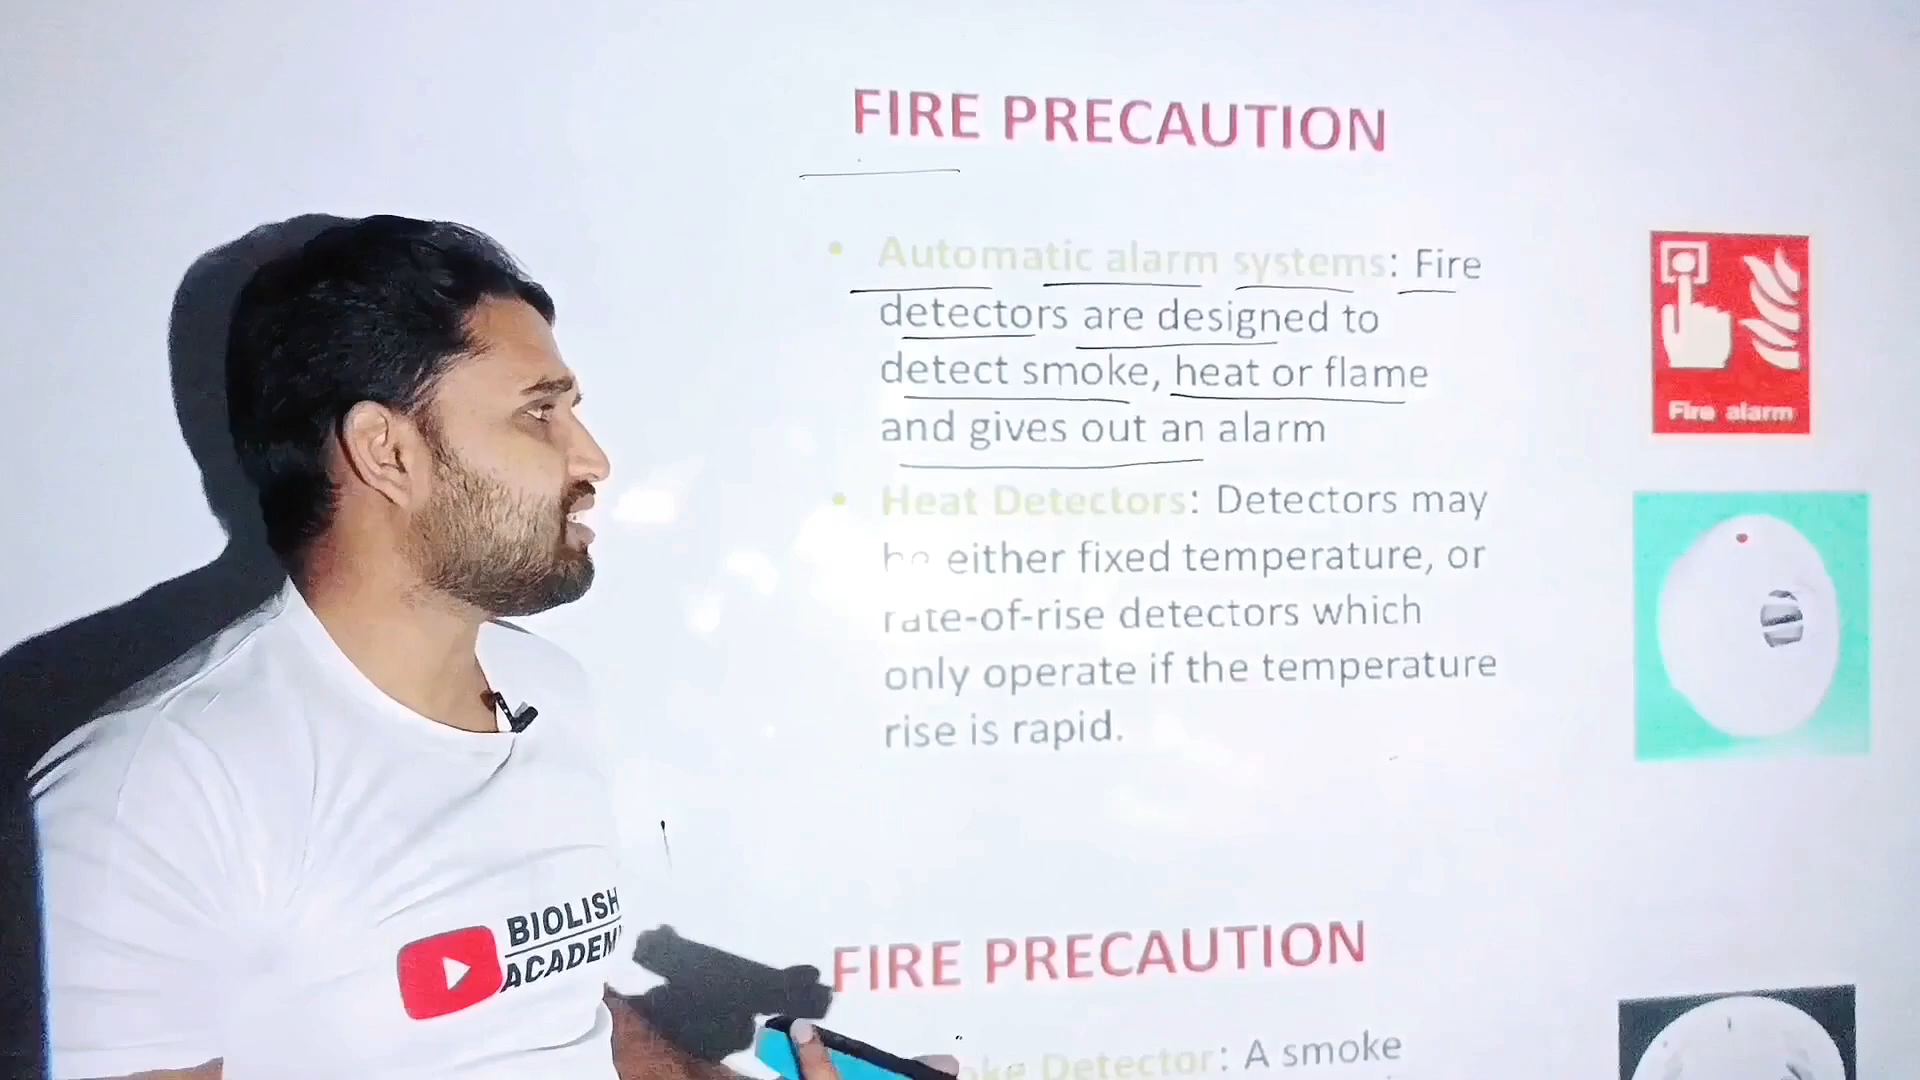 FIRE PRECAUTION
• Automatic alarm systems: Fire
detectors are designed to
detect smoke, heat or flame
and gives out an alarm
Fire alarm
• Heat Detectors: Detectors may
either fixed temperature, or
rate-of-rise detectors which
only operate if the temperature
rise is rapid.
BIOLISH
ACADEMY
FIRE PRECAUTION
Detector: A smoke